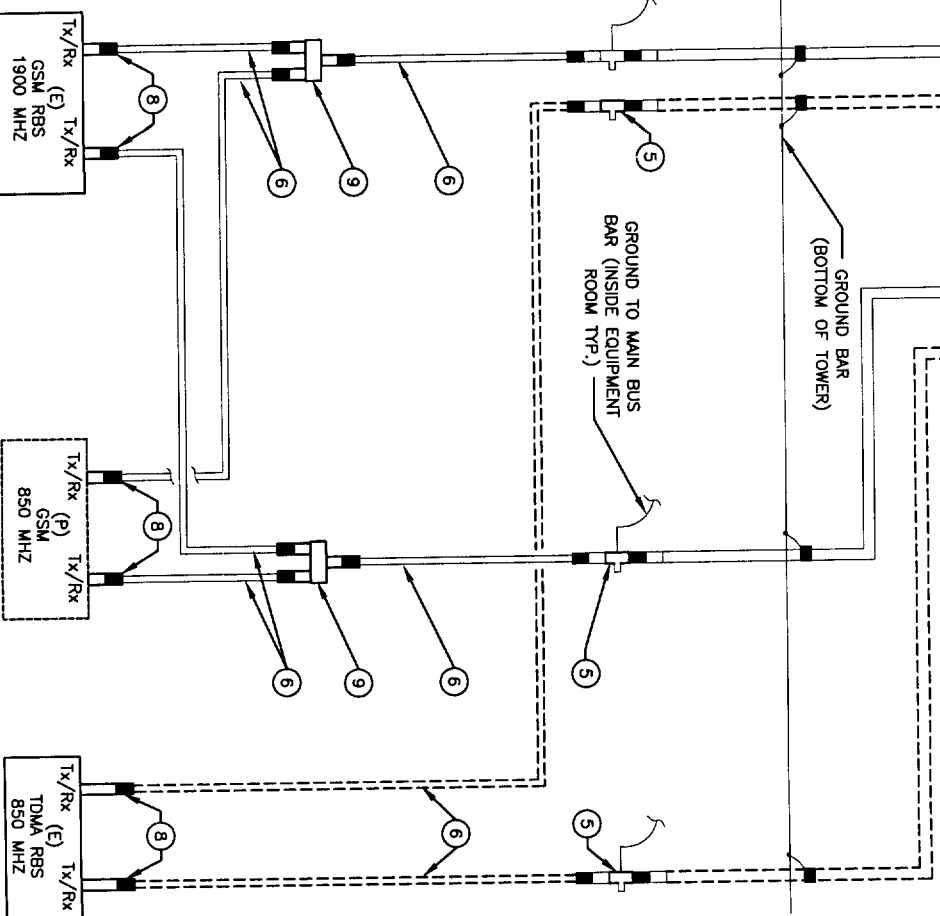 Tx/Rx
Tx/Rx
(E)
GSM RBS
1900 MHZ
8
6
9
6
5
GROUND BAR
(BOTTOM OF TOWER)
GROUND TO MAIN BUS
BAR (INSIDE EQUIPMENT
ROOM TYP.)
Tx/Rx
Tx/Rx
(P)
GSM
850 MHZ
8
6
9
6
5
Tx/Rx
Tx/Rx
(E)
TDMA RBS
850 MHZ
8
6
5